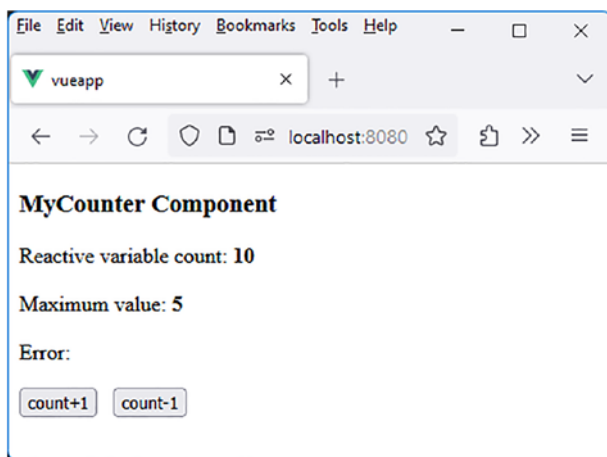 File Edit View History Bookmarks Tools Help
vueapp
localhost:8080
MyCounter Component
Reactive variable count: 10
Maximum value: 5
Error:
count+1 count-1